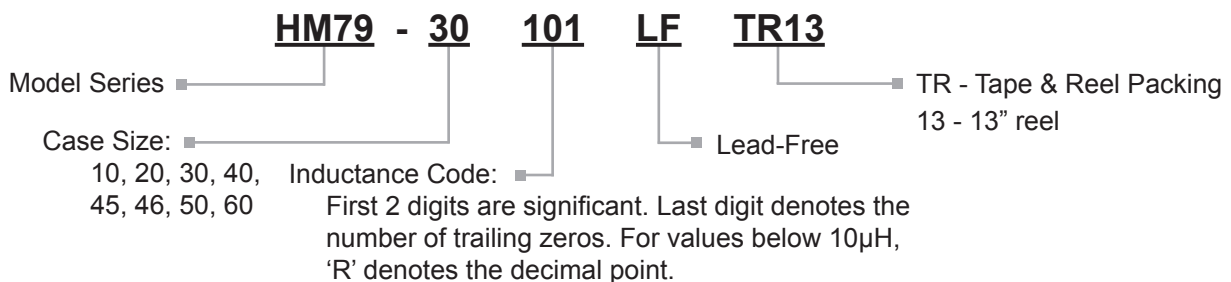 HM79 - 30 101 LF TR13
Model Series
TR - Tape & Reel Packing
13 - 13” reel
Case Size:
10, 20, 30, 40,
45, 46, 50, 60
Lead-Free
Inductance Code:
First 2 digits are significant. Last digit denotes the
number of trailing zeros. For values below 10µH,
‘R’ denotes the decimal point.